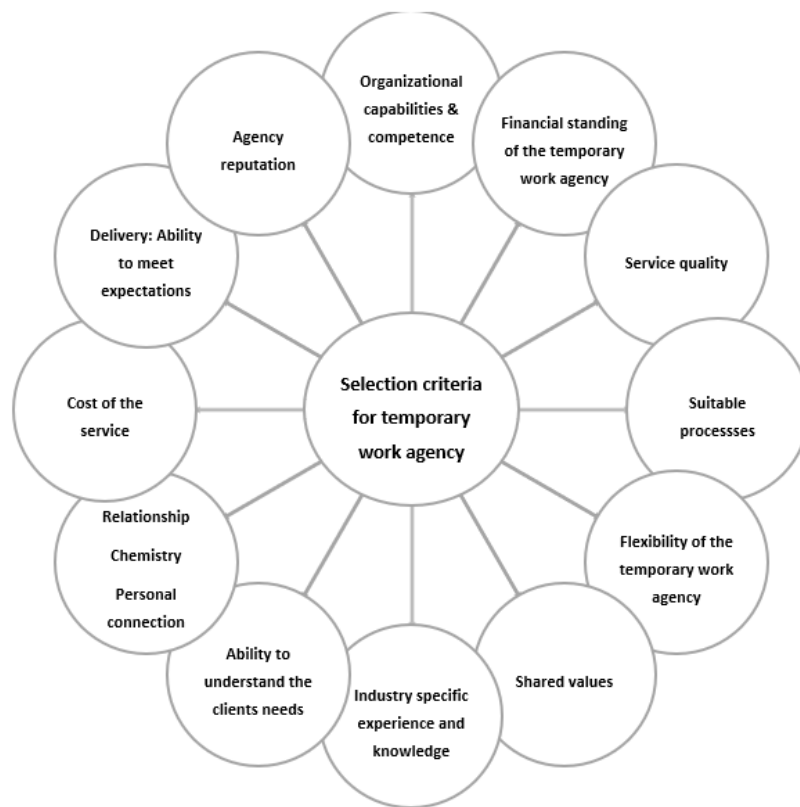 Organizational
capabilities &
competence
Financial standing
of the temporary
work agency
Service quality
Suitable
processses
Flexibility of the
temporary work
agency
Shared values
Industry specific
experience and
knowledge
Ability to
understand the
clients needs
Relationship
Chemistry
Personal
connection
Cost of the
service
Delivery: Ability
to meet
expectations
Agency
reputation
Selection criteria
for temporary
work agency